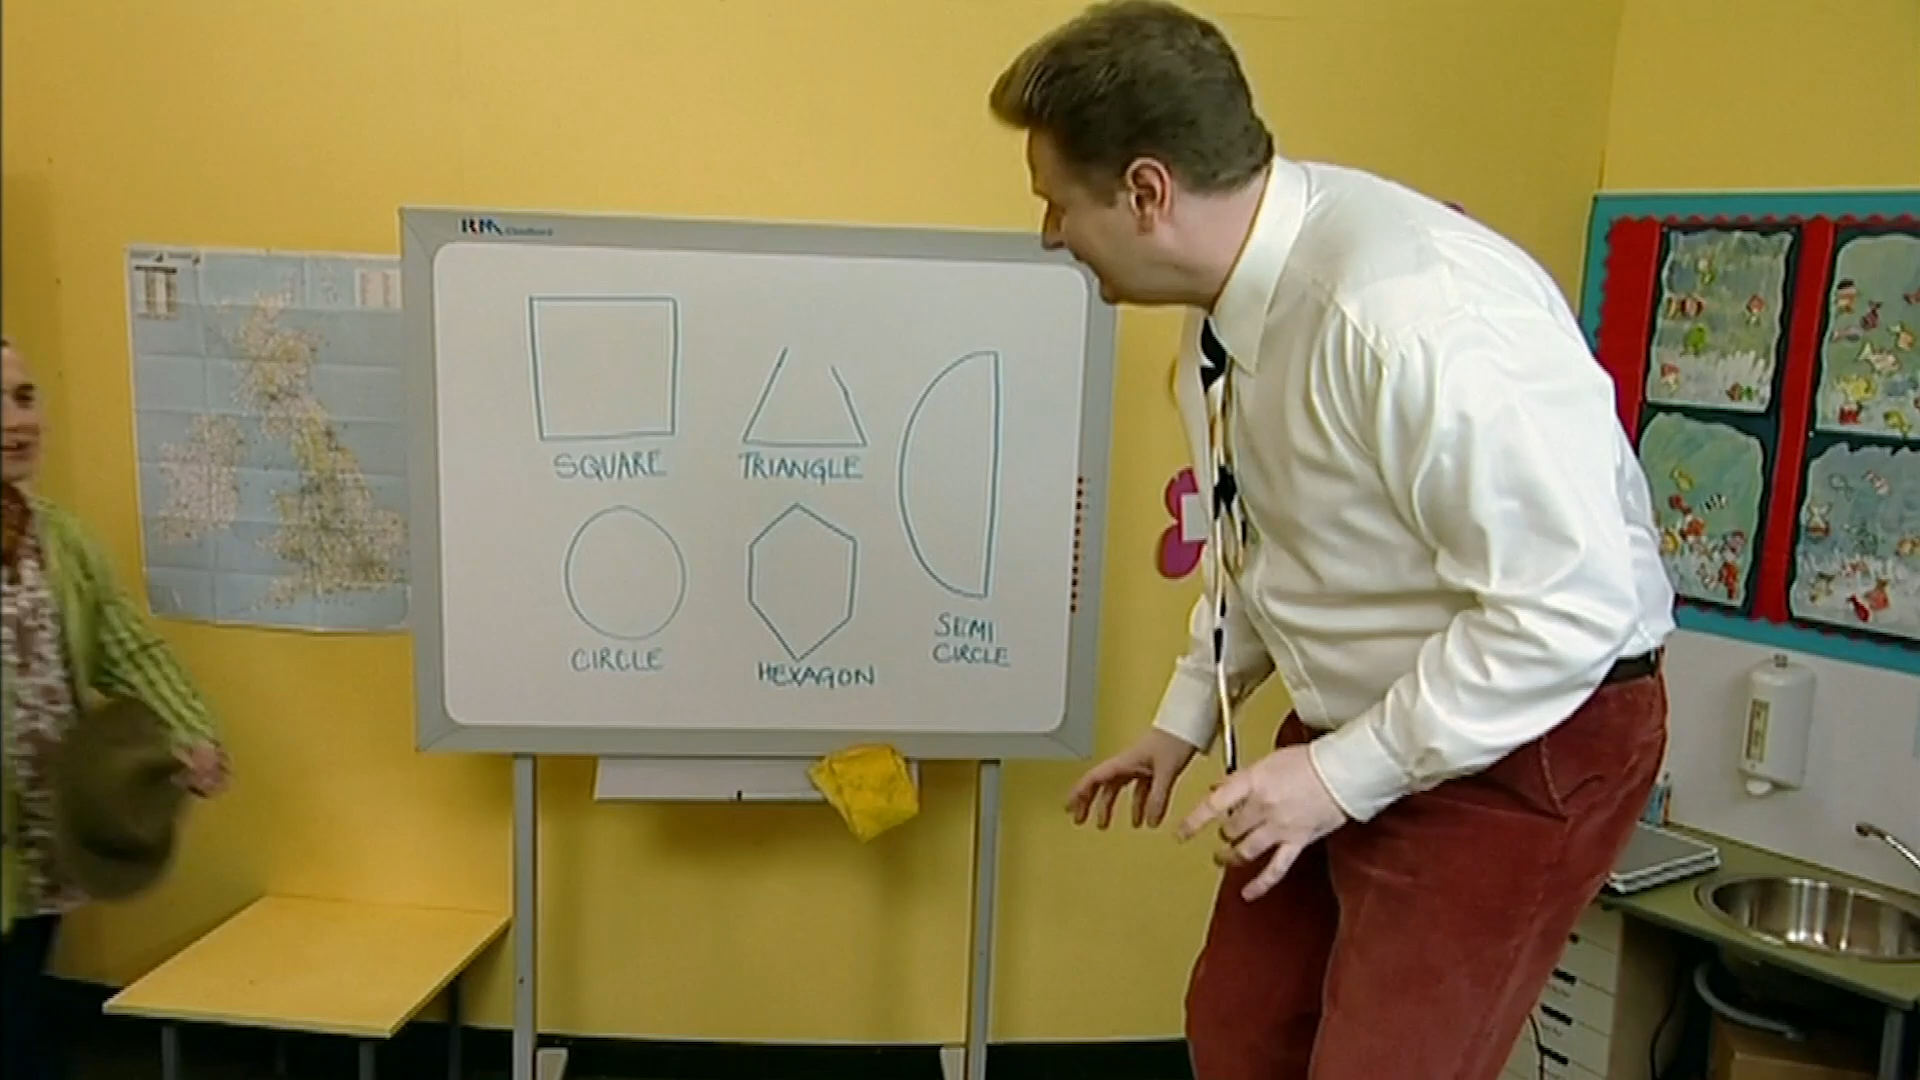 RM
SQUARE
TRIANGLE
CIRCLE
HEXAGON
SEMI
CIRCLE